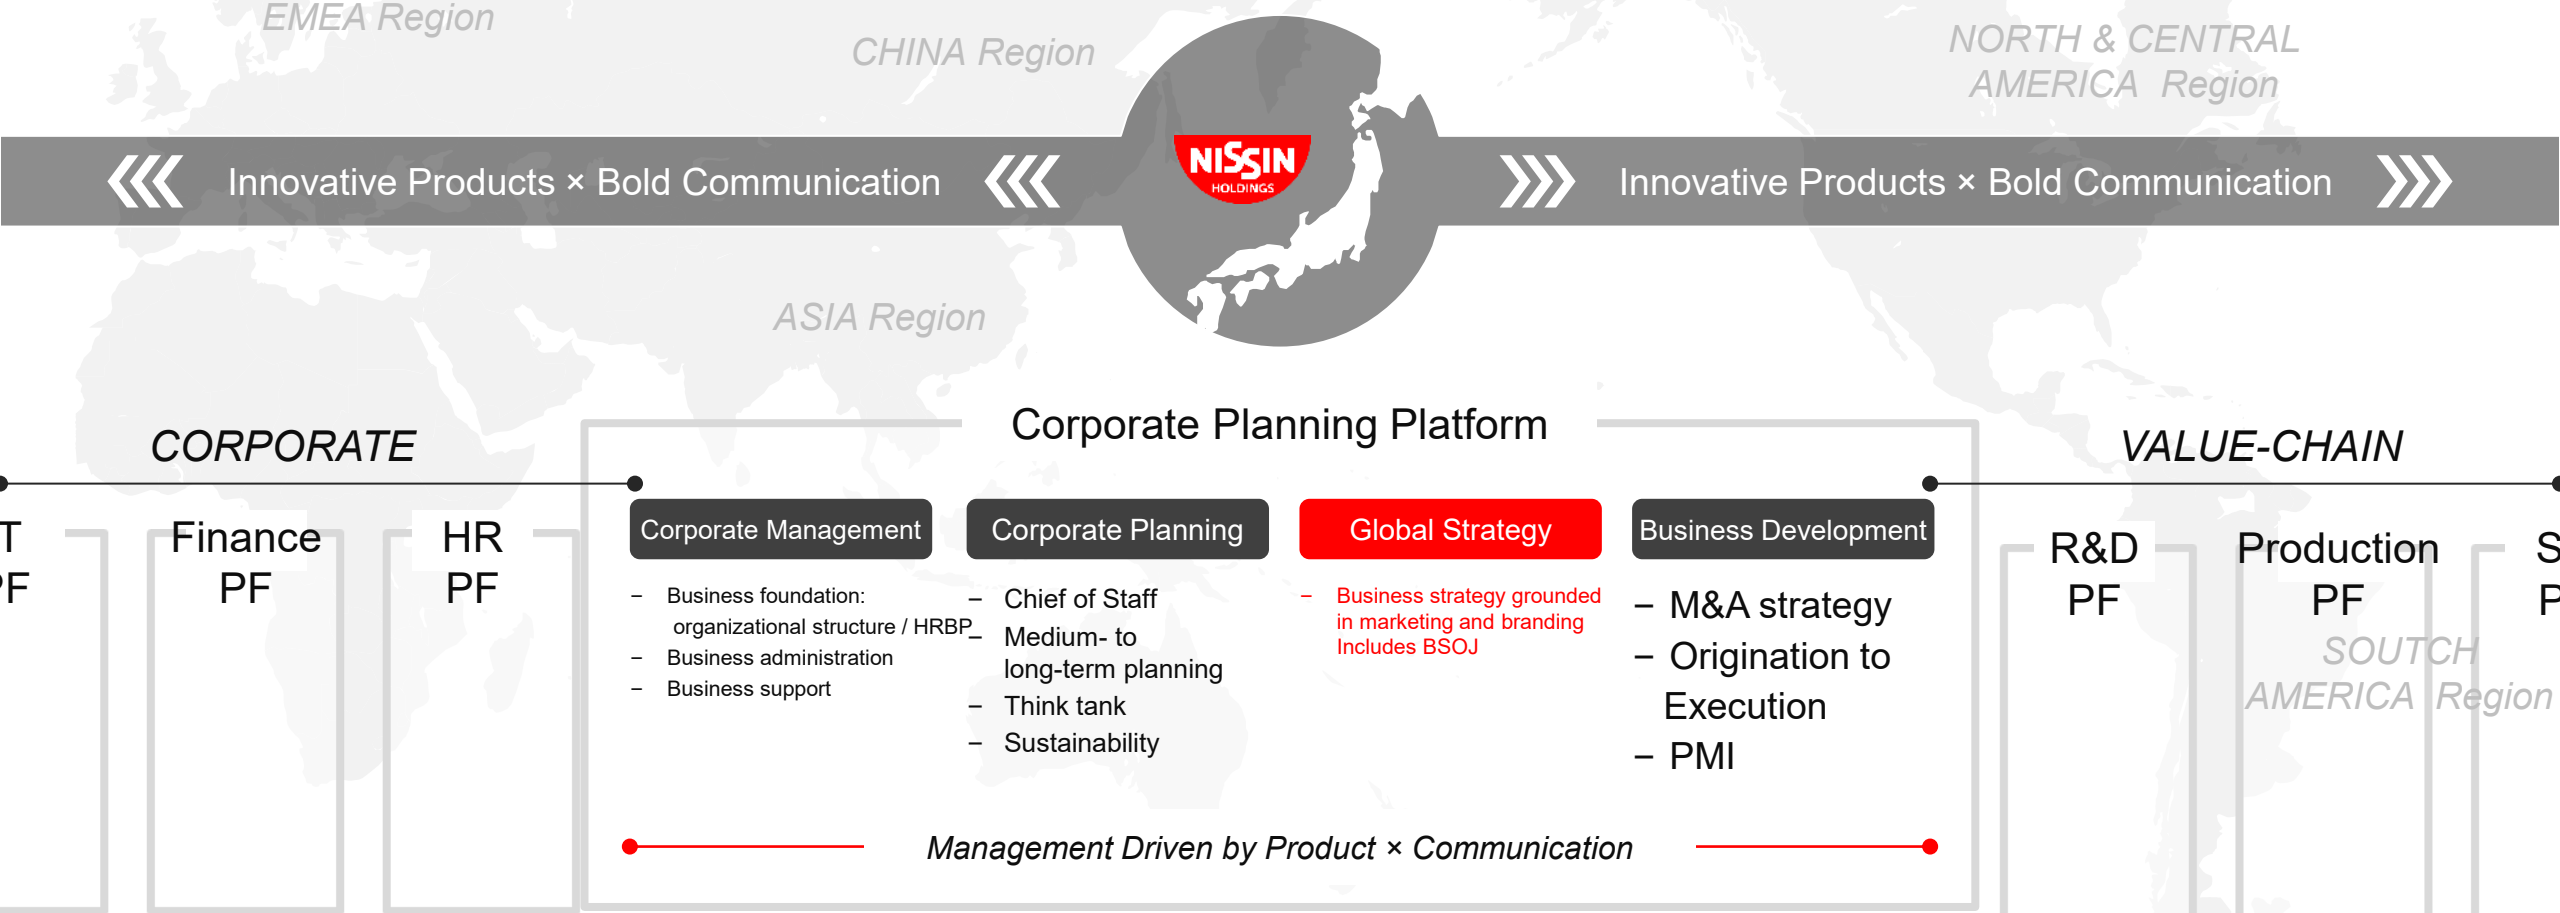 EMEA Region
CHINA Region
NORTH & CENTRAL
AMERICA Region
Innovative Products × Bold Communication
NISSIN
HOLDINGS
Innovative Products × Bold Communication
ASIA Region
CORPORATE
Corporate Planning Platform
VALUE-CHAIN
T
PF
Finance
PF
HR
PF
Corporate Management
– Business foundation:
organizational structure / HRBP
– Business administration
– Business support
Corporate Planning
– Chief of Staff
– Medium- to
long-term planning
– Think tank
– Sustainability
Global Strategy
– Business strategy grounded
in marketing and branding
Includes BSOJ
Business Development
– M&A strategy
– Origination to
Execution
– PMI
R&D
PF
Production
PF
S
P
SOUTCH
AMERICA Region
Management Driven by Product × Communication